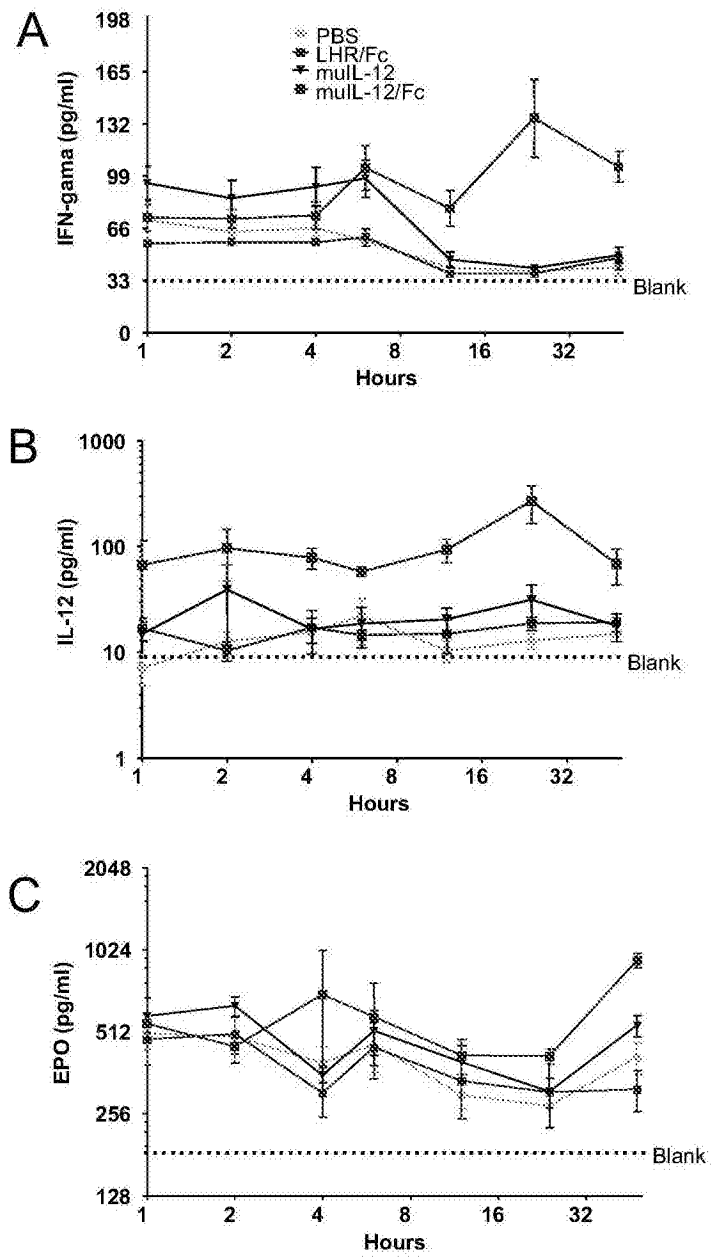 A
198
165
132
99
66
33
0
IFN-gama (pg/ml)
PBS
LHR/Fc
muIL-12
muIL-12/Fc
Blank
1 2 4 8 16 32
Hours
B
1000
100
10
1
IL-12 (pg/ml)
Blank
1 2 4 8 16 32
Hours
C
2048
1024
512
256
128
EPO (pg/ml)
Blank
1 2 4 8 16 32
Hours